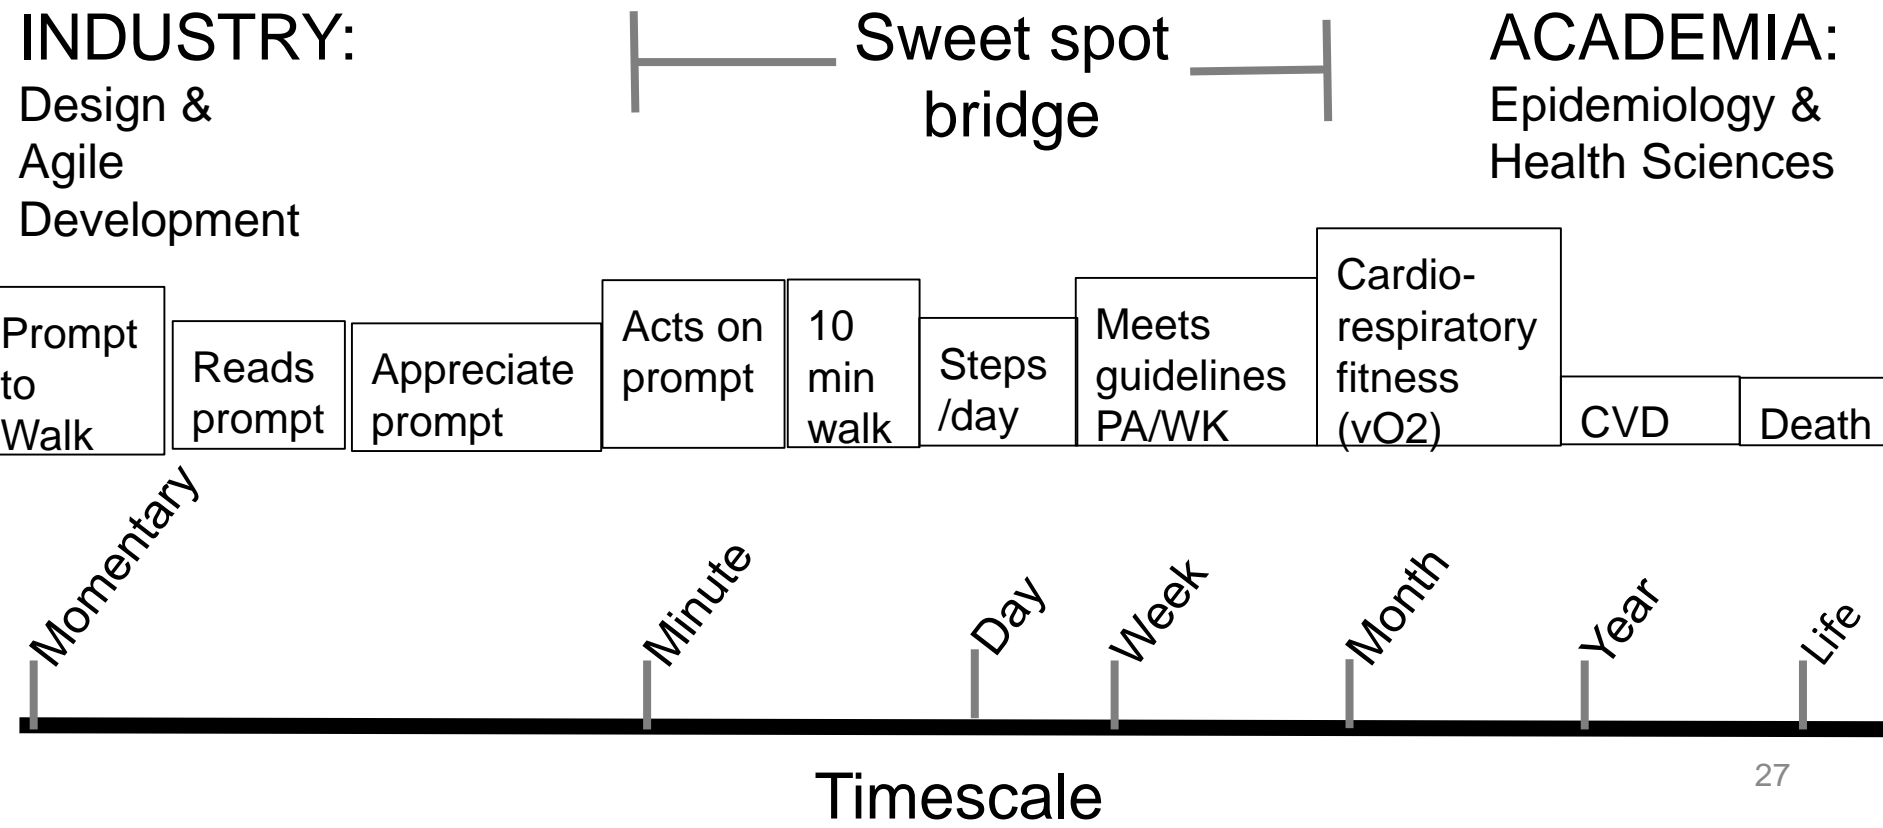 INDUSTRY:
Design &
Agile
Development
Sweet spot
bridge
ACADEMIA:
Epidemiology &
Health Sciences
Prompt
to
Walk
Reads
prompt
Appreciate
prompt
Acts on
prompt
10
min
walk
Steps
/day
Meets
guidelines
PA/WK
Cardio-
respiratory
fitness
(vO2)
CVD
Death
Momentary
Minute
Day
Week
Month
Year
Life
Timescale
27